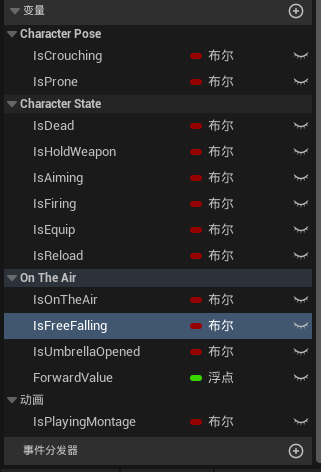 变量
Character Pose
IsCrouching 布尔
IsProne 布尔
Character State
IsDead 布尔
IsHoldWeapon 布尔
IsAiming 布尔
IsFiring 布尔
IsEquip 布尔
IsReload 布尔
On The Air
IsOnTheAir 布尔
IsFreeFalling 布尔
IsUmbrellaOpened 布尔
ForwardValue 浮点
动画
IsPlayingMontage 布尔
事件分发器